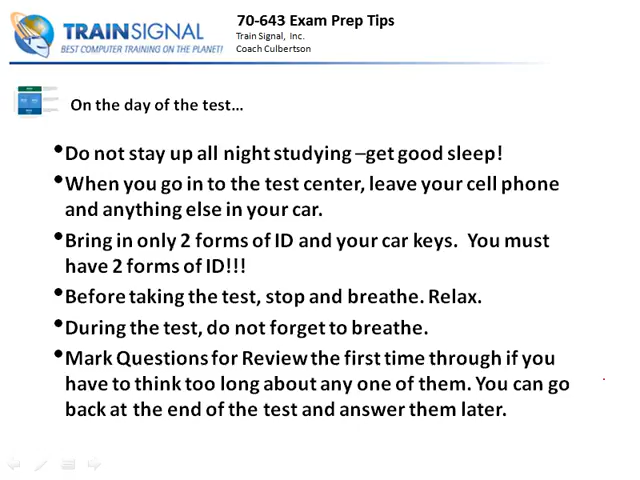 TRAINSIGNAL
BEST COMPUTER TRAINING ON THE PLANET!
70-643 Exam Prep Tips
Train Signal, Inc.
Coach Culbertson
On the day of the test…
•Do not stay up all night studying –get good sleep!
•When you go in to the test center, leave your cell phone
and anything else in your car.
•Bring in only 2 forms of ID and your car keys.  You must
have 2 forms of ID!!!
•Before taking the test, stop and breathe. Relax.
•During the test, do not forget to breathe.
•Mark Questions for Review the first time through if you
have to think too long about any one of them. You can go
back at the end of the test and answer them later.